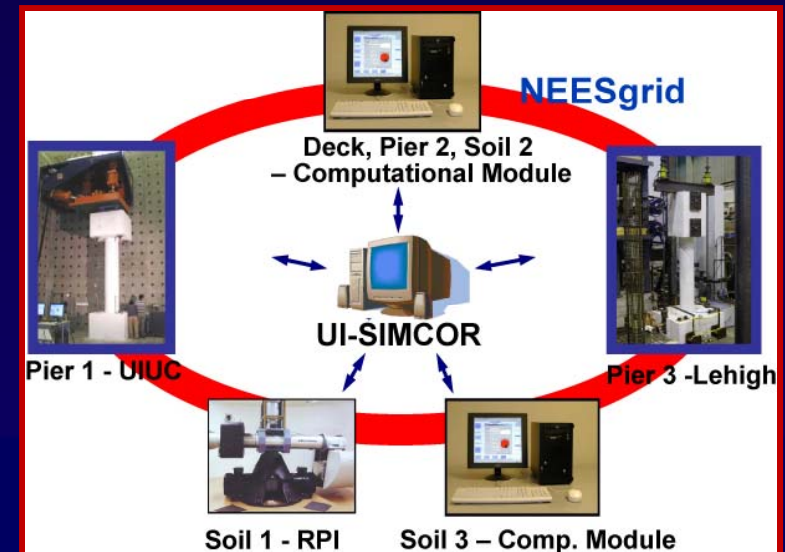 NEESgrid
Deck, Pier 2, Soil 2
– Computational Module
UI-SIMCOR
Pier 1 - UIUC
Pier 3 -Lehigh
Soil 1 - RPI
Soil 3 – Comp. Module